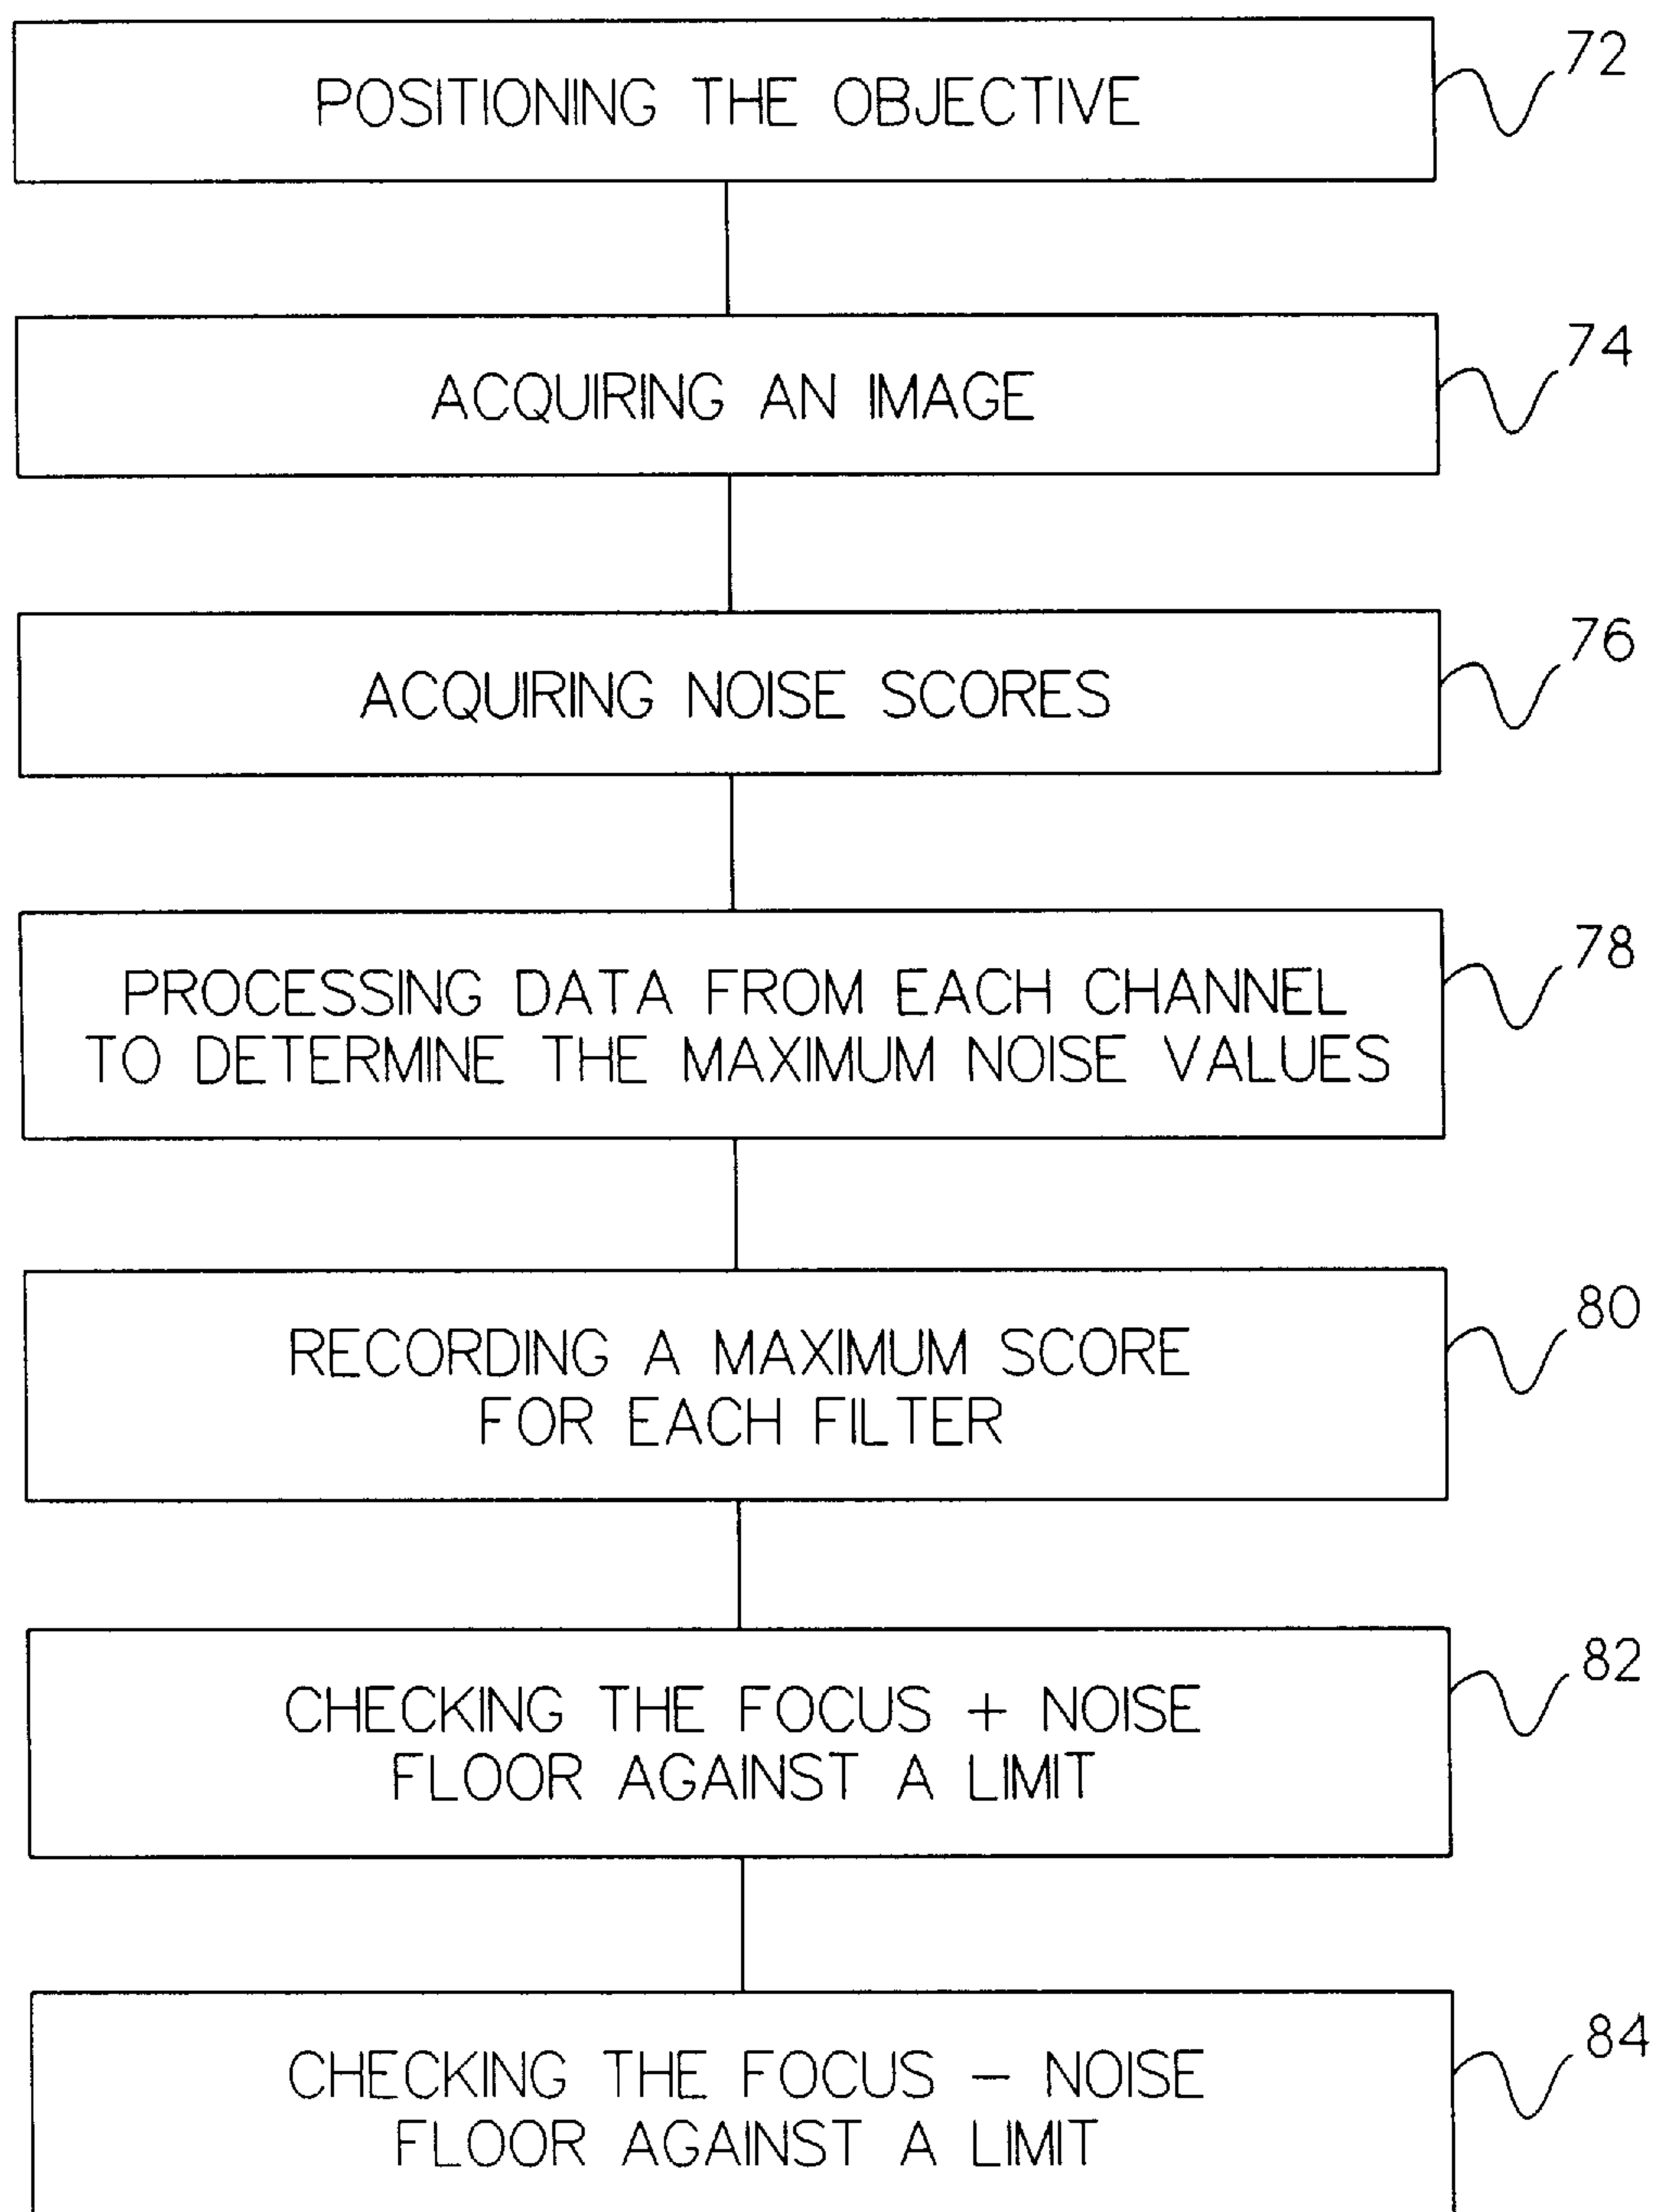 POSITIONING THE OBJECTIVE
72
ACQUIRING AN IMAGE
74
ACQUIRING NOISE SCORES
76
PROCESSING DATA FROM EACH CHANNEL
TO DETERMINE THE MAXIMUM NOISE VALUES
78
RECORDING A MAXIMUM SCORE
FOR EACH FILTER
80
CHECKING THE FOCUS + NOISE
FLOOR AGAINST A LIMIT
82
CHECKING THE FOCUS – NOISE
FLOOR AGAINST A LIMIT
84